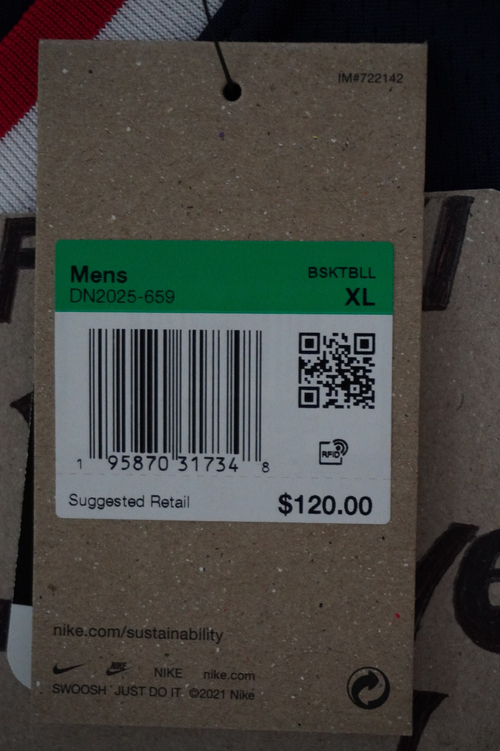 IM#722142
Mens BSKTBLL
DN2025-659 XL
RFID
1 95870 31734 8
Suggested Retail $120.00
nike.com/sustainability
NIKE NIKE nike.com
SWOOSH JUST DO IT ©2021 Nike